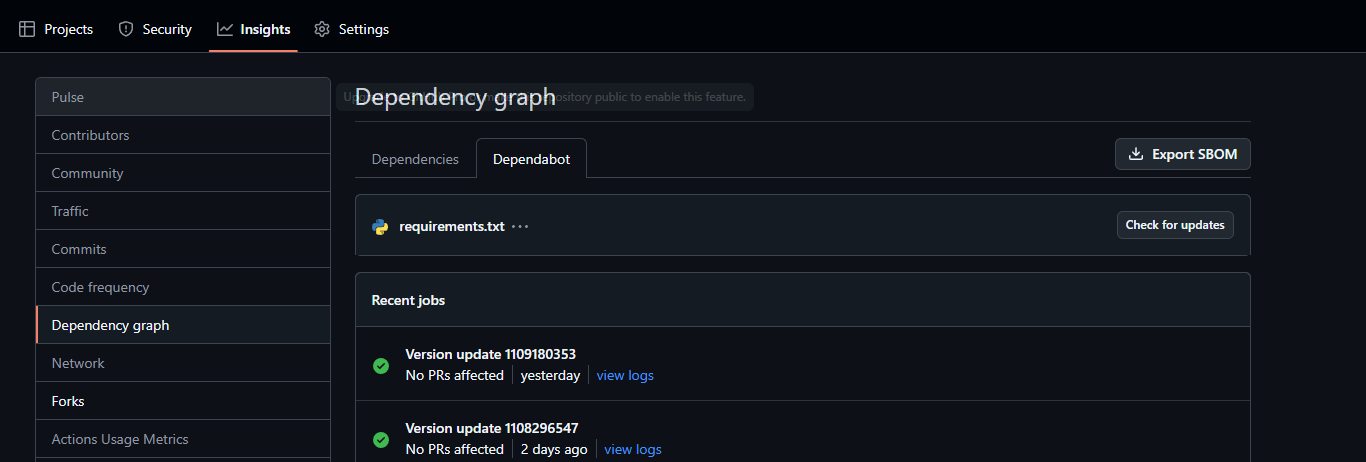 Projects
Security
Insights
Settings
Pulse
Contributors
Community
Traffic
Commits
Code frequency
Dependency graph
Network
Forks
Actions Usage Metrics
Dependency graph
repository public to enable this feature.
Dependencies
Dependabot
Export SBOM
requirements.txt ...
Check for updates
Recent jobs
Version update 1109180353
No PRs affected | yesterday | view logs
Version update 1108296547
No PRs affected | 2 days ago | view logs